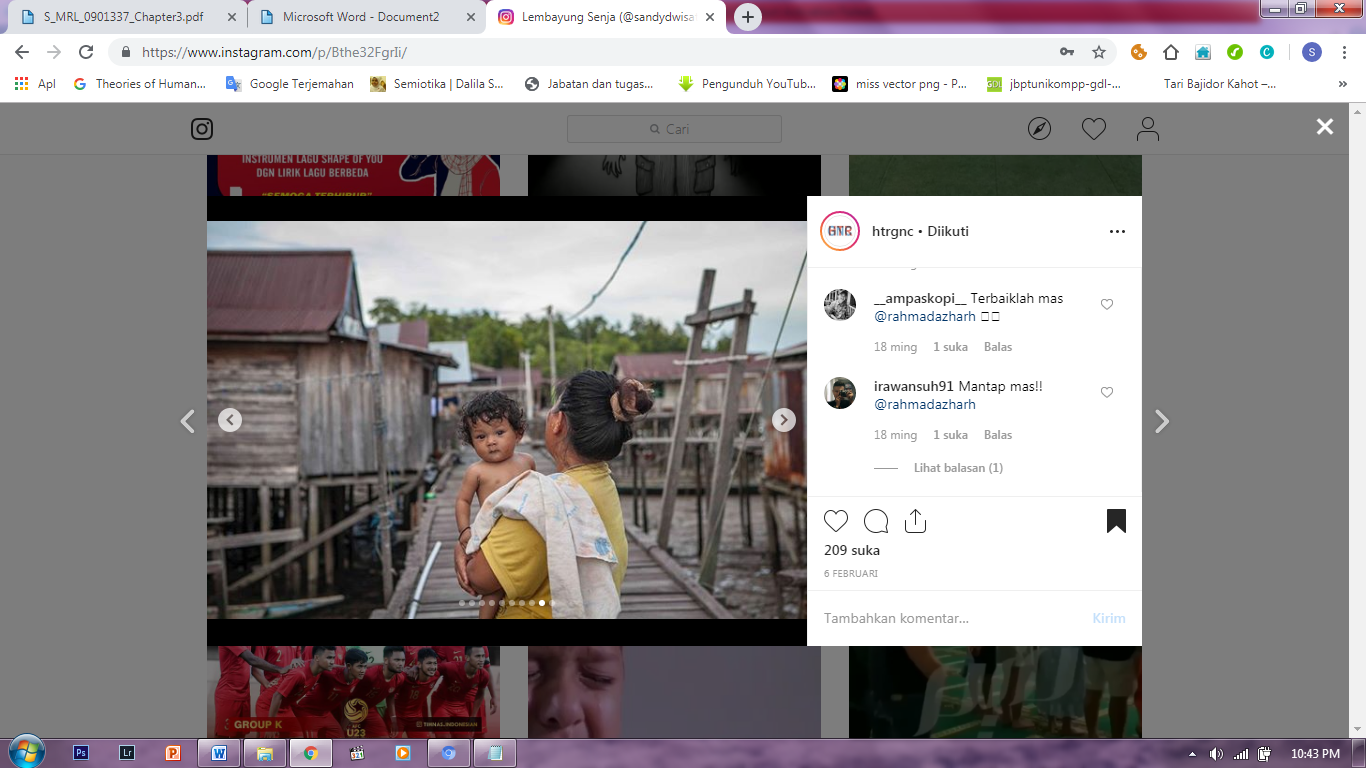 S_MRL_0901337_Chapter3.pdf
Microsoft Word - Document2
Lembayung Senja (@sandydwisa
https://www.instagram.com/p/Bthe32FgrIi/
S
Apl
Theories of Human...
Google Terjemahan
Semiotika | Dalila S...
Jabatan dan tugas...
Pengunduh YouTub...
miss vector png - P...
jbptunikompp-gdl-...
Tari Bajidor Kahot –...
»
Cari
INSTRUMEN LAGU SHAPE OF YOU
DGN LIRIK LAGU BERBEDA
"SEMOGA TERHIBUR"
htrgnc • Diikuti
__ampaskopi__ Terbaiklah mas
@rahmadazharh
18 ming 1 suka Balas
irawansuh91 Mantap mas!!
@rahmadazharh
18 ming 1 suka Balas
Lihat balasan (1)
209 suka
6 FEBRUARI
Tambahkan komentar... Kirim
GROUP K
U23
10:43 PM